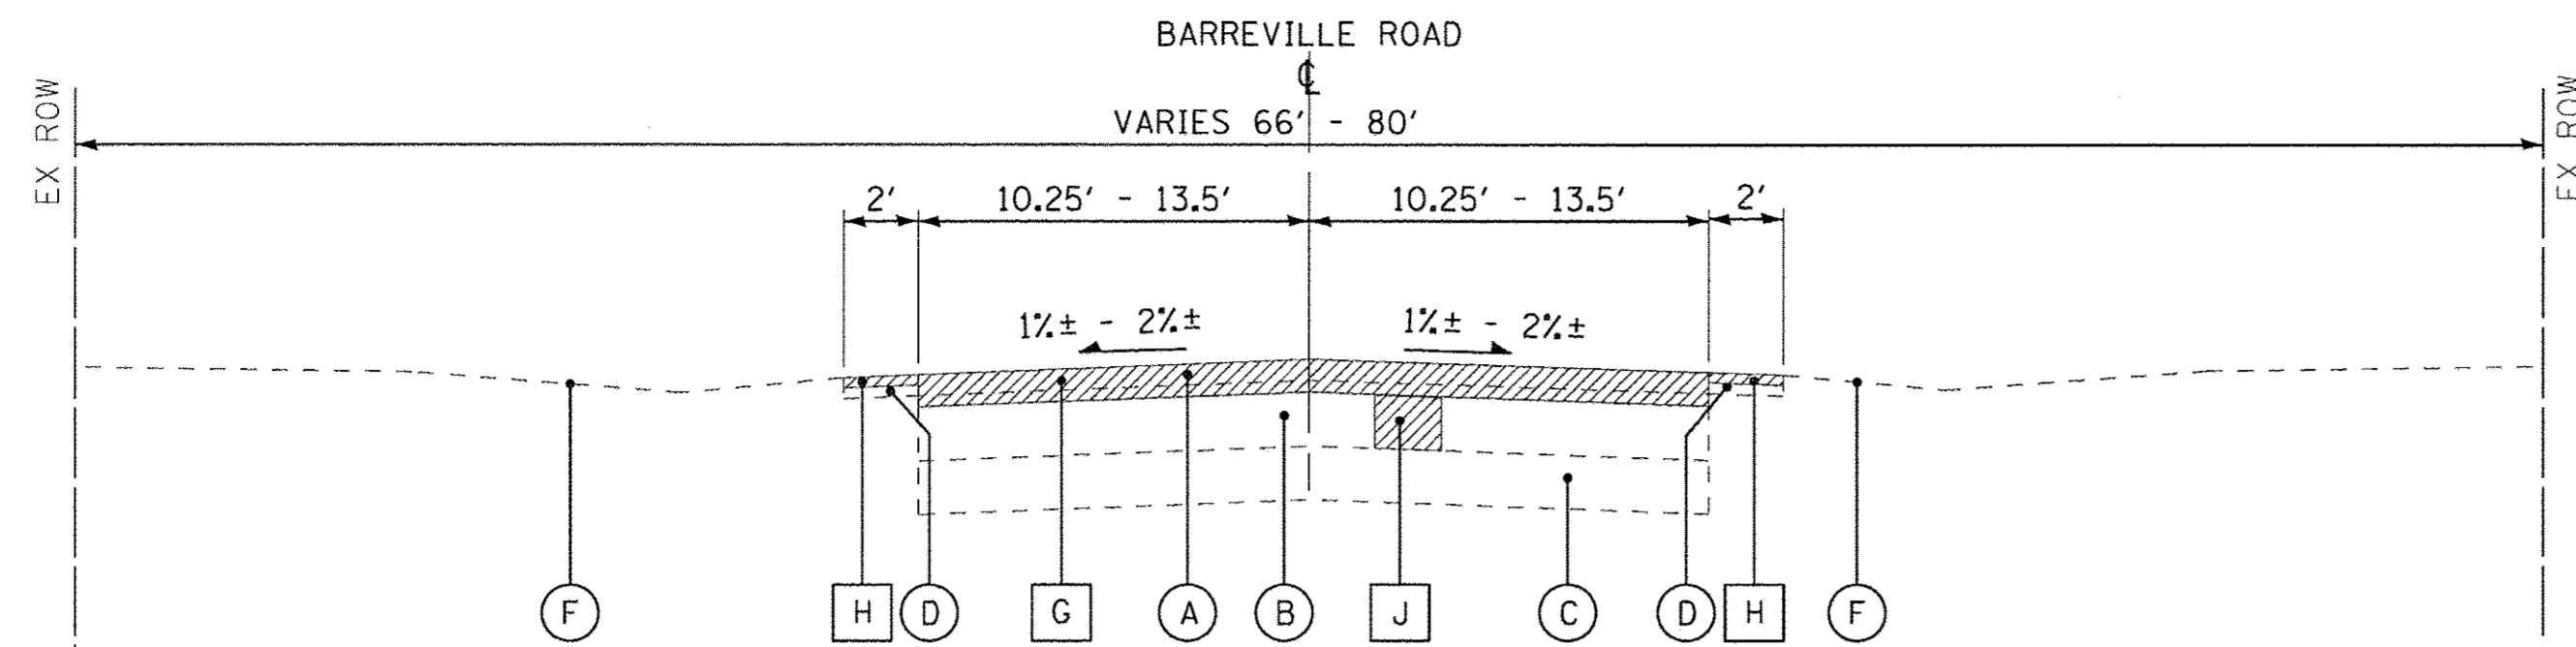 BARREVILLE ROAD
℄
VARIES 66' - 80'
EX ROW
EX ROW
2'
10.25' - 13.5'
10.25' - 13.5'
2'
1%± - 2%±
1%± - 2%±
F
H
D
G
A
B
J
C
D
H
F